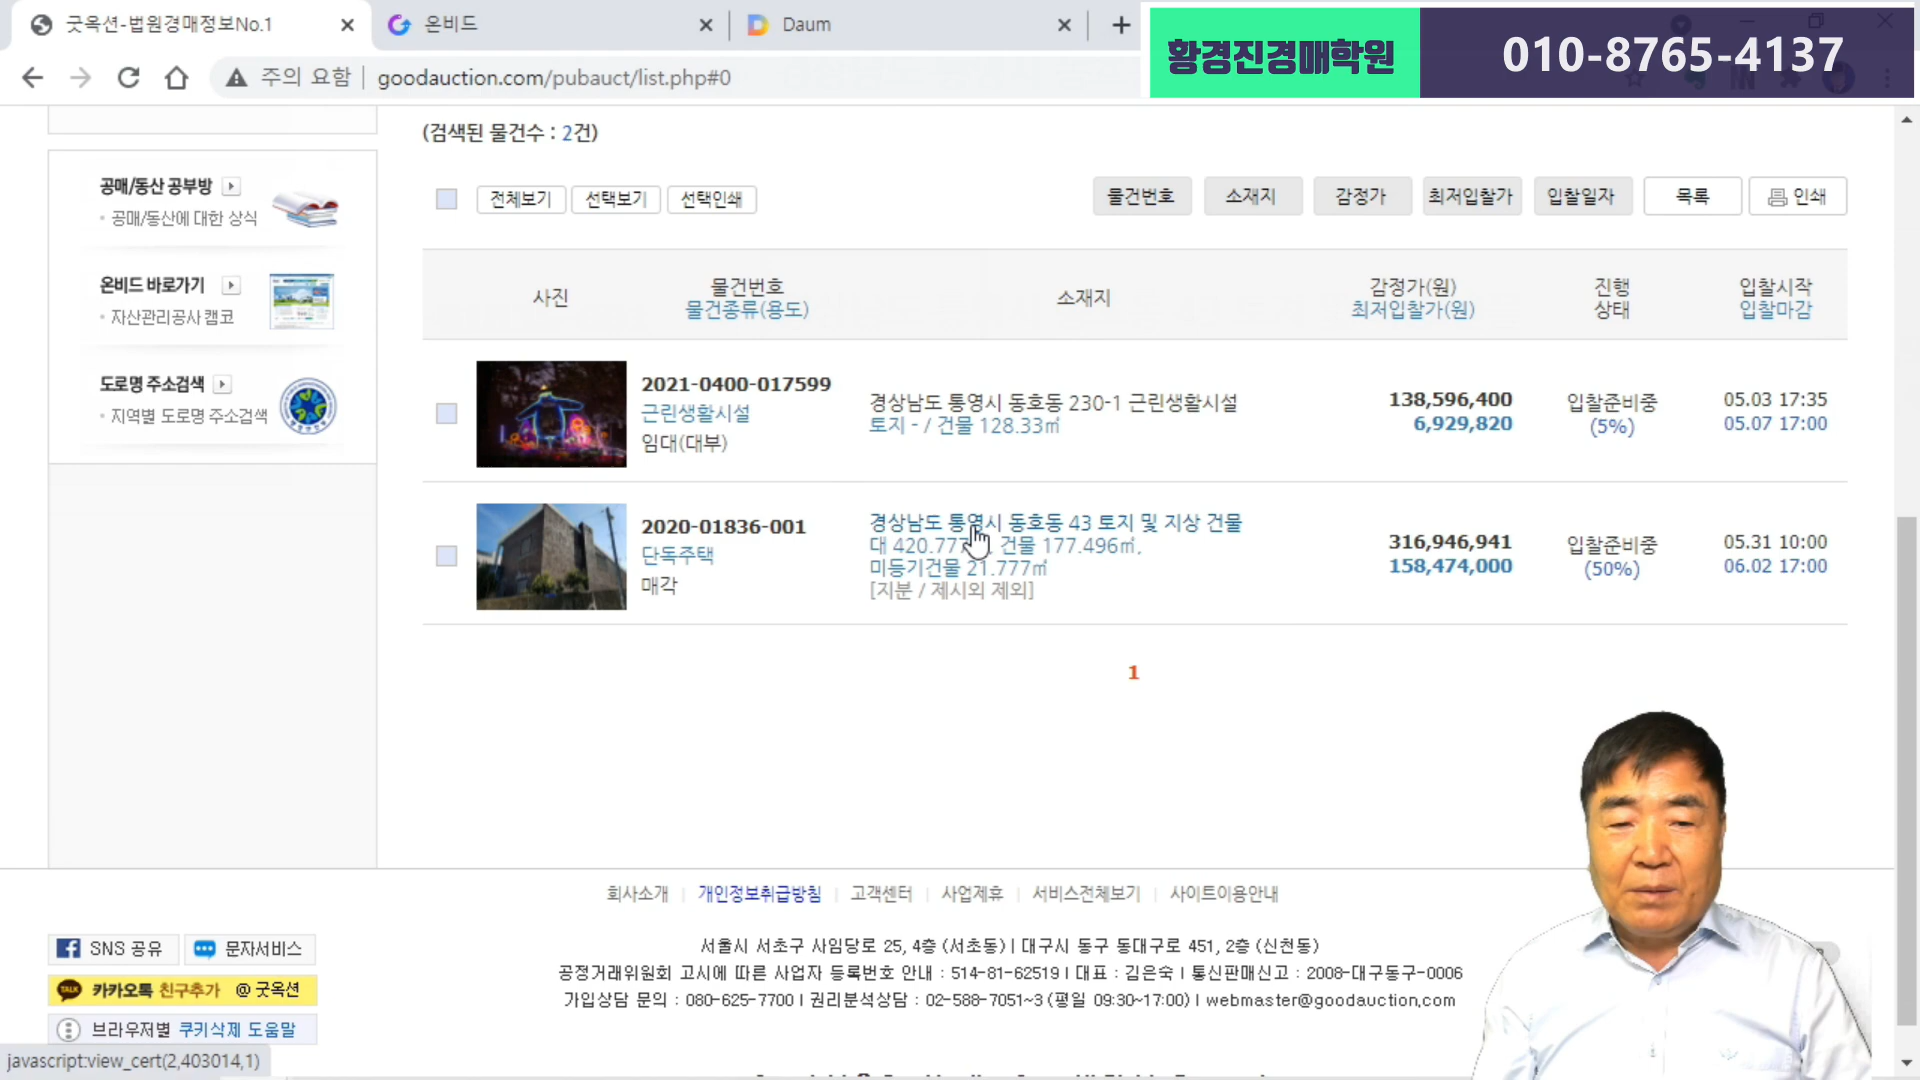 굿옥션-법원경매정보No.1
온비드
Daum
황경진경매학원
010-8765-4137
주의 요함
goodauction.com/pubauct/list.php#0
(검색된 물건수 : 2건)
공매/동산 공부방
공매/동산에 대한 상식
온비드 바로가기
자산관리공사 캠코
도로명 주소검색
지역별 도로명 주소검색
전체보기
선택보기
선택인쇄
물건번호
소재지
감정가
최저입찰가
입찰일자
목록
인쇄
사진
물건번호
물건종류(용도)
소재지
감정가(원)
최저입찰가(원)
진행
상태
입찰시작
입찰마감
2021-0400-017599
근린생활시설
임대(대부)
경상남도 통영시 동호동 230-1 근린생활시설
토지 - / 건물 128.33㎡
138,596,400
6,929,820
입찰준비중
(5%)
05.03 17:35
05.07 17:00
2020-01836-001
단독주택
매각
경상남도 통영시 동호동 43 토지 및 지상 건물
대 420.777 건물 177.496㎡,
미등기건물 21.777㎡
[지분 / 제시외 제외]
316,946,941
158,474,000
입찰준비중
(50%)
05.31 10:00
06.02 17:00
1
회사소개 | 개인정보취급방침 | 고객센터 | 사업제휴 | 서비스전체보기 | 사이트이용안내
SNS 공유
문자서비스
TALK 카카오톡 친구추가 @ 굿옥션
브라우저별 쿠키삭제 도움말
서울시 서초구 사임당로 25, 4층 (서초동) l 대구시 동구 동대구로 451, 2층 (신천동)
공정거래위원회 고시에 따른 사업자 등록번호 안내 : 514-81-62519 l 대표 : 김은숙 l 통신판매신고 : 2008-대구동구-0006
가입상담 문의 : 080-625-7700 l 권리분석상담 : 02-588-7051~3 (평일 09:30~17:00) l webmaster@goodauction.com
javascript:view_cert(2,403014,1)